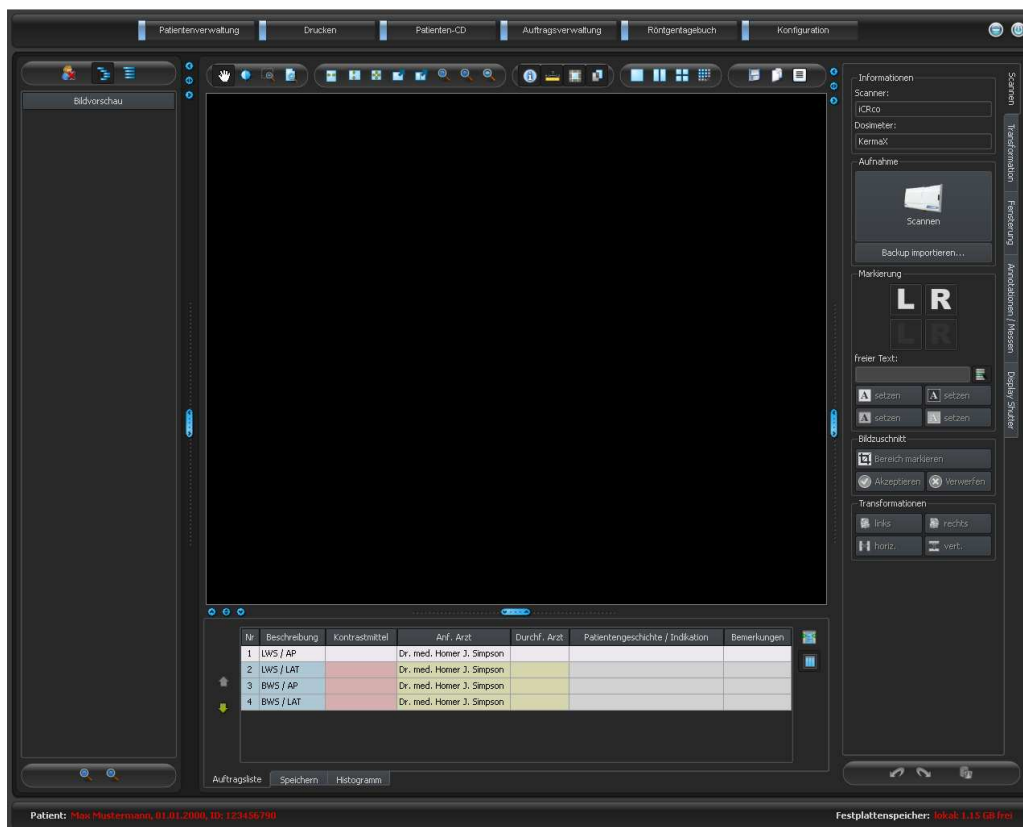 Patientenverwaltung Drucken Patienten-CD Auftragsverwaltung Röntgentagebuch Konfiguration
Bildvorschau
Informationen
Scanner:
iCRco
Dosimeter:
KermaX
Aufnahme
Scannen
Backup importieren...
Markierung
L R
L R
freier Text:
A setzen A setzen
A setzen A setzen
Bildzuschnitt
Bereich markieren
Akzeptieren Verwerfen
Transformationen
links rechts
horiz. vert.
Scannen
Transformation
Fensterung
Annotationen / Messen
Display Shutter
Nr Beschreibung Kontrastmittel Anf. Arzt Durchf. Arzt Patientengeschichte / Indikation Bemerkungen
1 LWS / AP Dr. med. Homer J. Simpson
2 LWS / LAT Dr. med. Homer J. Simpson
3 BWS / AP Dr. med. Homer J. Simpson
4 BWS / LAT Dr. med. Homer J. Simpson
Auftragsliste Speichern Histogramm
Patient: Max Mustermann, 01.01.2000, ID: 123456790 Festplattenspeicher: lokal: 1.15 GB frei